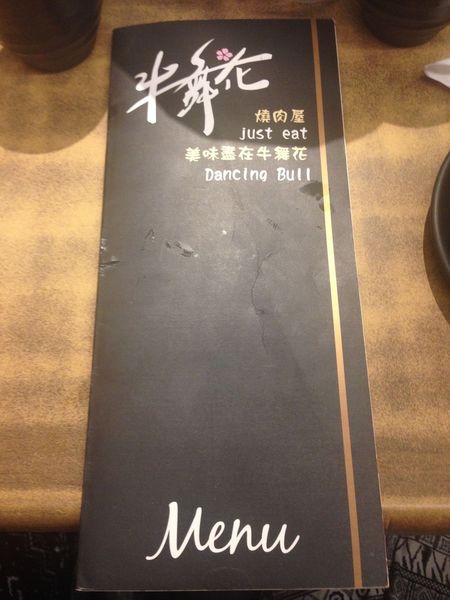 牛舞花
燒肉屋
just eat
美味盡在牛舞花
Dancing Bull
Menu